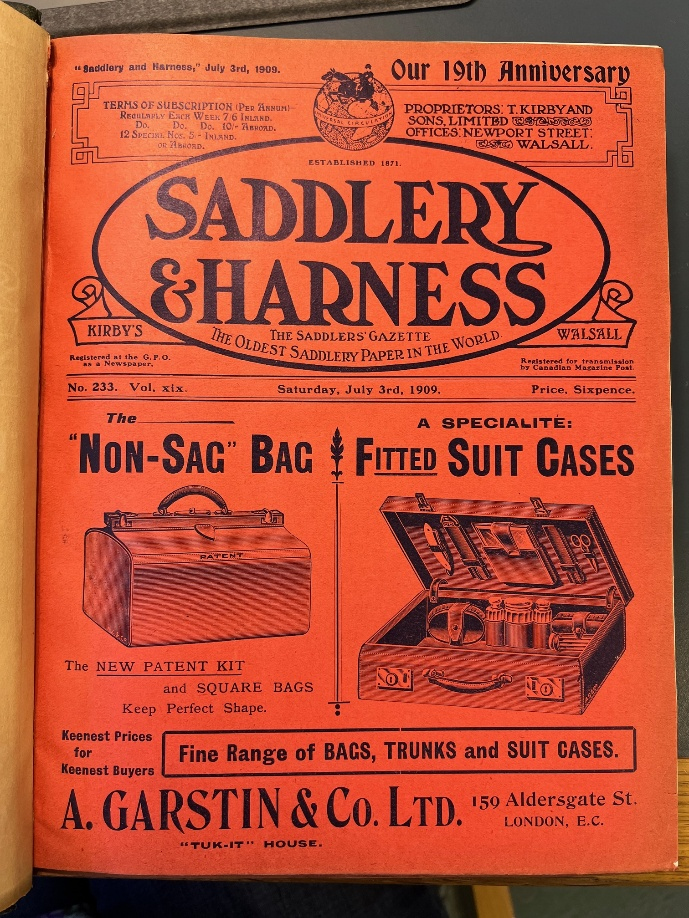 "Saddlery and Harness," July 3rd, 1909.
Our 19th Anniversary
TERMS OF SUBSCRIPTION (PER ANNUM)—
REGULARLY EACH WEEK 7/6 INLAND.
DO. DO. DO. 10/- ABROAD.
12 SPECIAL NOS. 5/- INLAND.
OR ABROAD.
UNIVERSAL CIRCULATION
PROPRIETORS: T. KIRBY AND
SONS, LIMITED
OFFICES: NEWPORT STREET:
WALSALL.
ESTABLISHED 1871.
SADDLERY
& HARNESS
KIRBY'S
THE SADDLERS' GAZETTE
THE OLDEST SADDLERY PAPER IN THE WORLD.
WALSALL
Registered at the G.P.O.
as a Newspaper,
Registered for transmission
by Canadian Magazine Post.
No. 233. Vol. xix.
Saturday, July 3rd, 1909.
Price, Sixpence.
The
"NON-SAG" BAG
PATENT
The NEW PATENT KIT
and SQUARE BAGS
Keep Perfect Shape.
A SPECIALITÉ:
FITTED SUIT CASES
Keenest Prices
for
Keenest Buyers
Fine Range of BAGS, TRUNKS and SUIT CASES.
A. GARSTIN & Co. LTD.
159 Aldersgate St.
LONDON, E.C.
"TUK-IT" HOUSE.